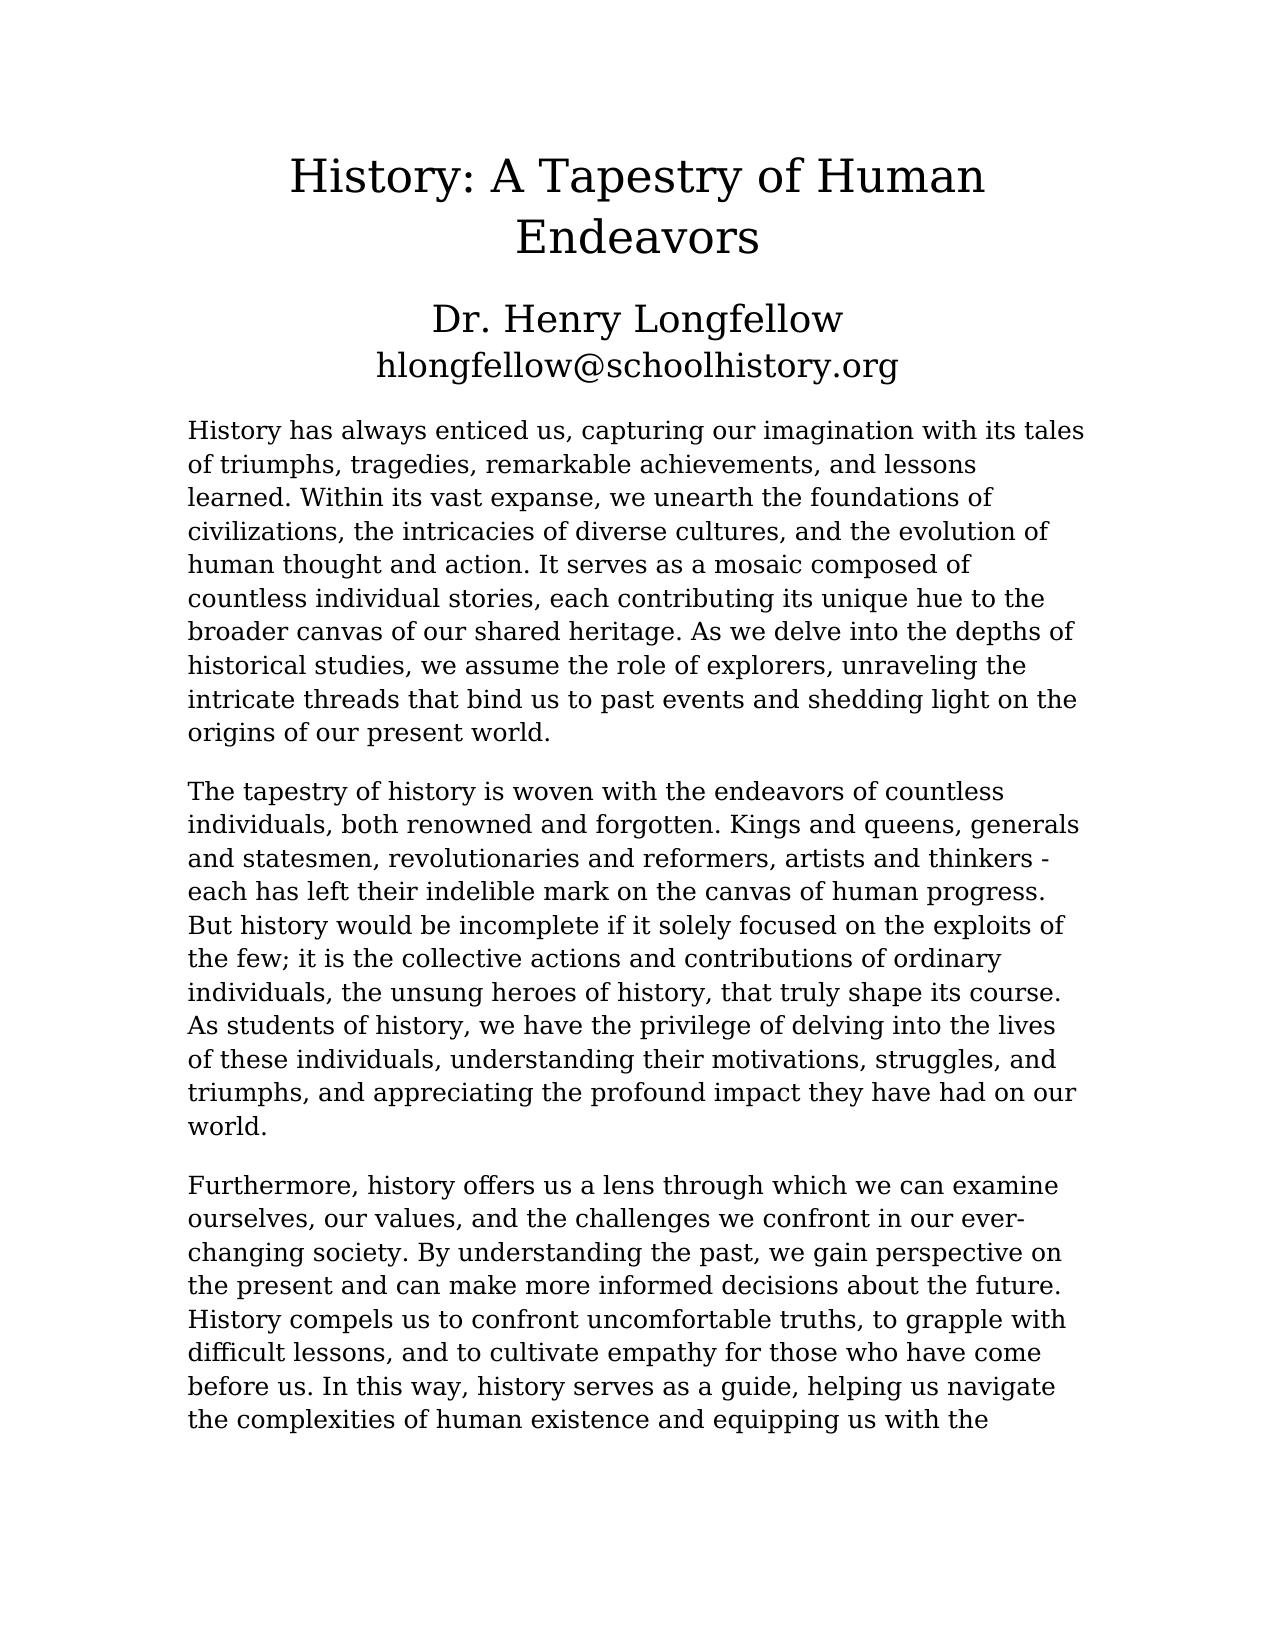 History: A Tapestry of Human
Endeavors
Dr. Henry Longfellow
hlongfellow@schoolhistory.org
History has always enticed us, capturing our imagination with its tales
of triumphs, tragedies, remarkable achievements, and lessons
learned. Within its vast expanse, we unearth the foundations of
civilizations, the intricacies of diverse cultures, and the evolution of
human thought and action. It serves as a mosaic composed of
countless individual stories, each contributing its unique hue to the
broader canvas of our shared heritage. As we delve into the depths of
historical studies, we assume the role of explorers, unraveling the
intricate threads that bind us to past events and shedding light on the
origins of our present world.
The tapestry of history is woven with the endeavors of countless
individuals, both renowned and forgotten. Kings and queens, generals
and statesmen, revolutionaries and reformers, artists and thinkers -
each has left their indelible mark on the canvas of human progress.
But history would be incomplete if it solely focused on the exploits of
the few; it is the collective actions and contributions of ordinary
individuals, the unsung heroes of history, that truly shape its course.
As students of history, we have the privilege of delving into the lives
of these individuals, understanding their motivations, struggles, and
triumphs, and appreciating the profound impact they have had on our
world.
Furthermore, history offers us a lens through which we can examine
ourselves, our values, and the challenges we confront in our ever-
changing society. By understanding the past, we gain perspective on
the present and can make more informed decisions about the future.
History compels us to confront uncomfortable truths, to grapple with
difficult lessons, and to cultivate empathy for those who have come
before us. In this way, history serves as a guide, helping us navigate
the complexities of human existence and equipping us with the